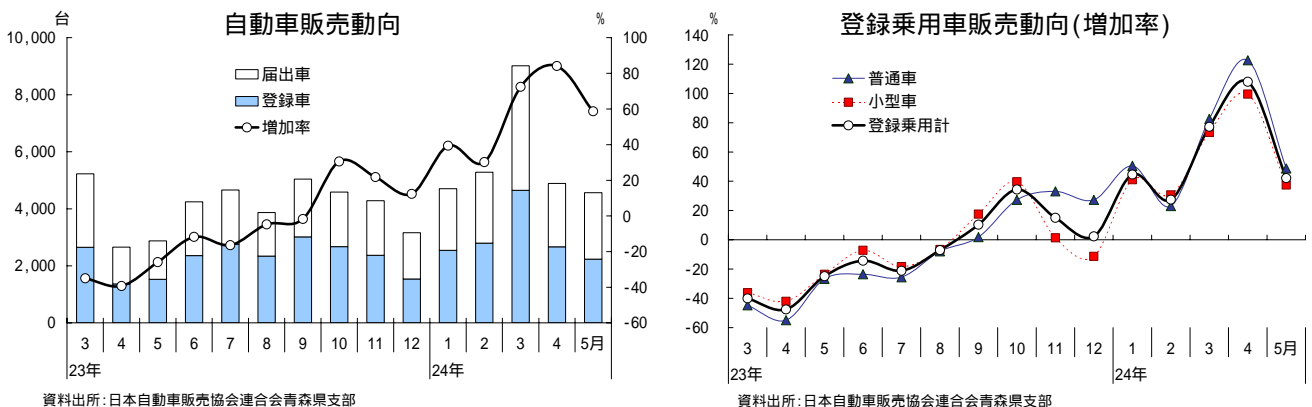 自動車販売動向
台
%
10,000
8,000
6,000
4,000
2,000
0
100
80
60
40
20
0
-20
-40
-60
届出車
登録車
増加率
3 4 5 6 7 8 9 10 11 12 1 2 3 4 5月
23年 24年
資料出所:日本自動車販売協会連合会青森県支部
登録乗用車販売動向(増加率)
%
140
120
100
80
60
40
20
0
-20
-40
-60
普通車
小型車
登録乗用計
3 4 5 6 7 8 9 10 11 12 1 2 3 4 5月
23年 24年
資料出所:日本自動車販売協会連合会青森県支部